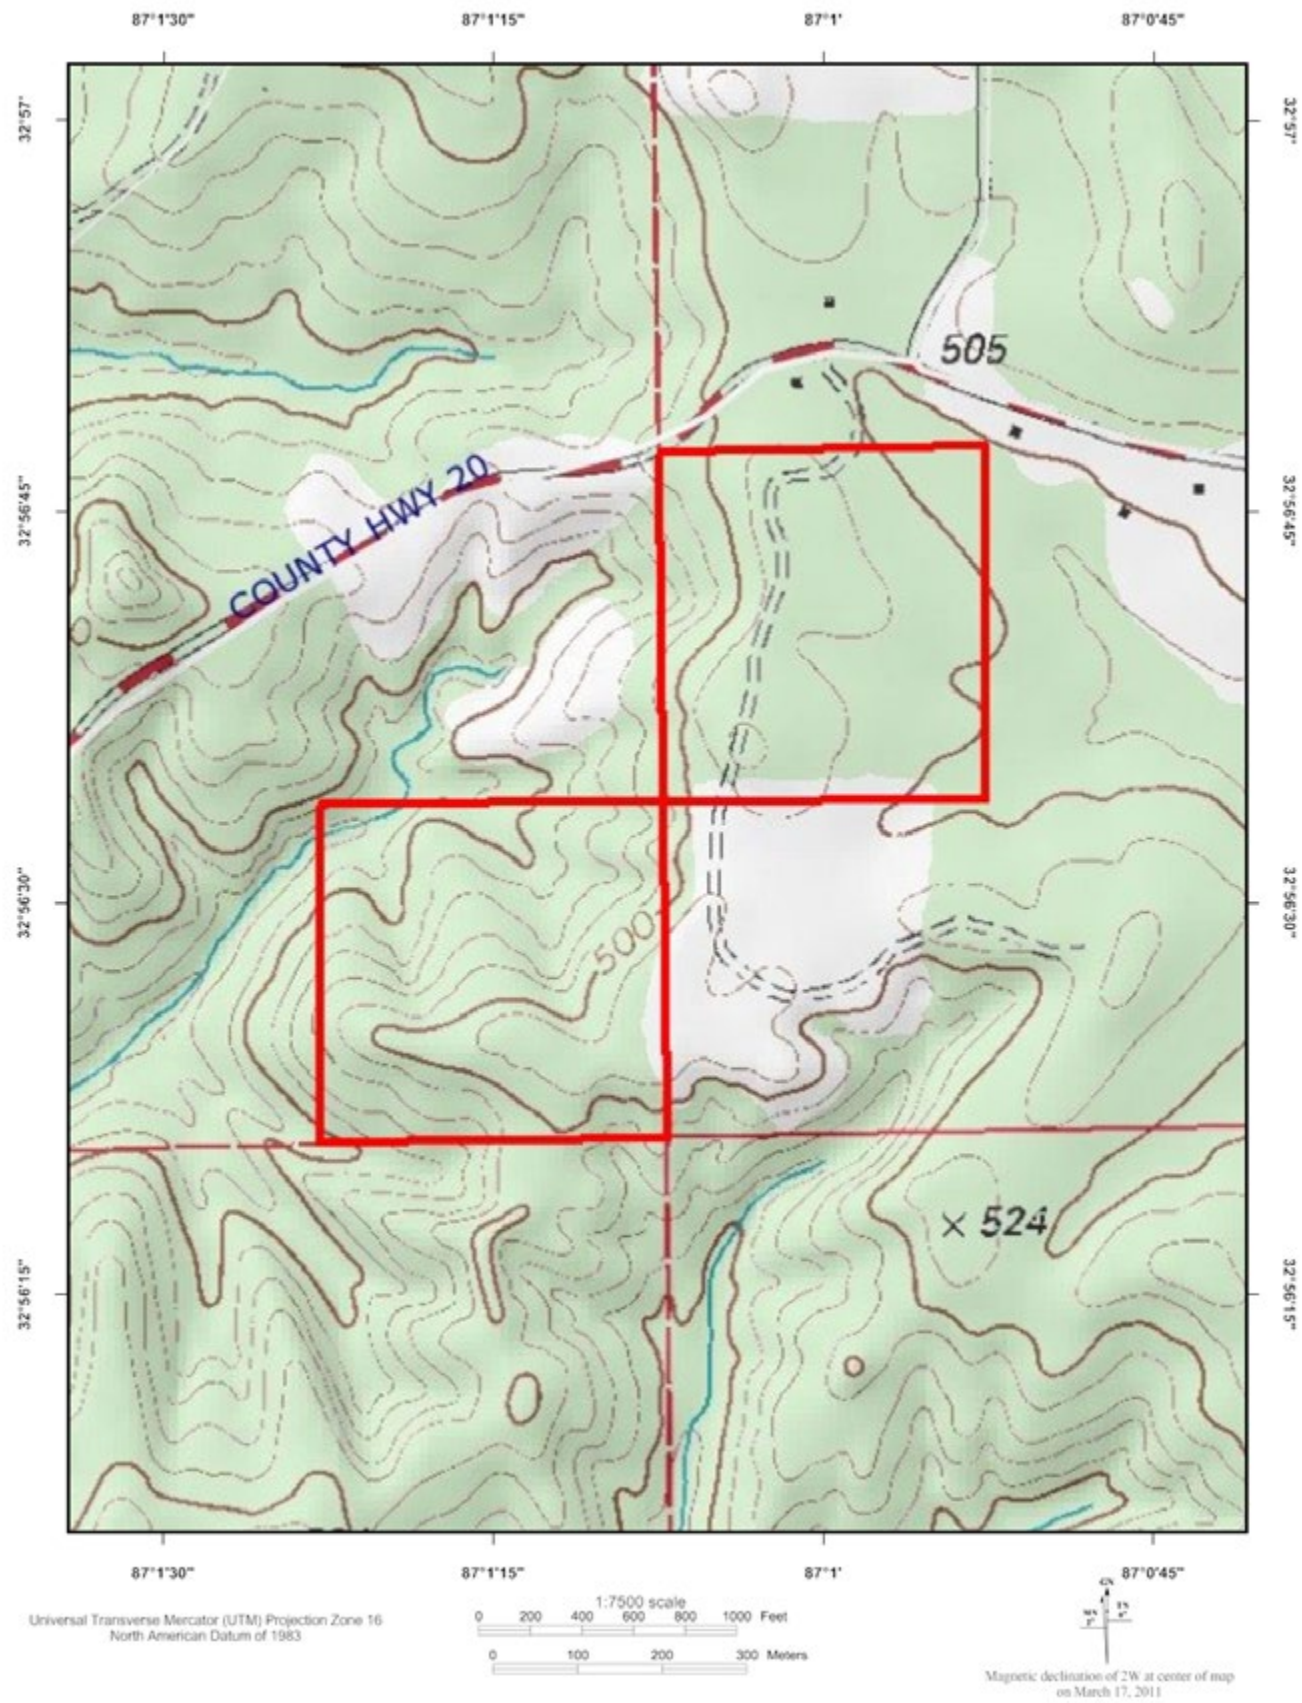 87°1'30" 87°1'15" 87°1' 87°0'45"
32°57' 32°57'
505
32°56'45" 32°56'45"
COUNTY HWY 20
0
32°56'30" 32°56'30"
500
× 524
32°56'15" 32°56'15"
87°1'30" 87°1'15" 87°1' 87°0'45"
Universal Transverse Mercator (UTM) Projection Zone 16
North American Datum of 1983
1:7500 scale
0 200 400 600 800 1000 Feet
0 100 200 300 Meters
Magnetic declination of 2W at center of map
on March 17, 2011